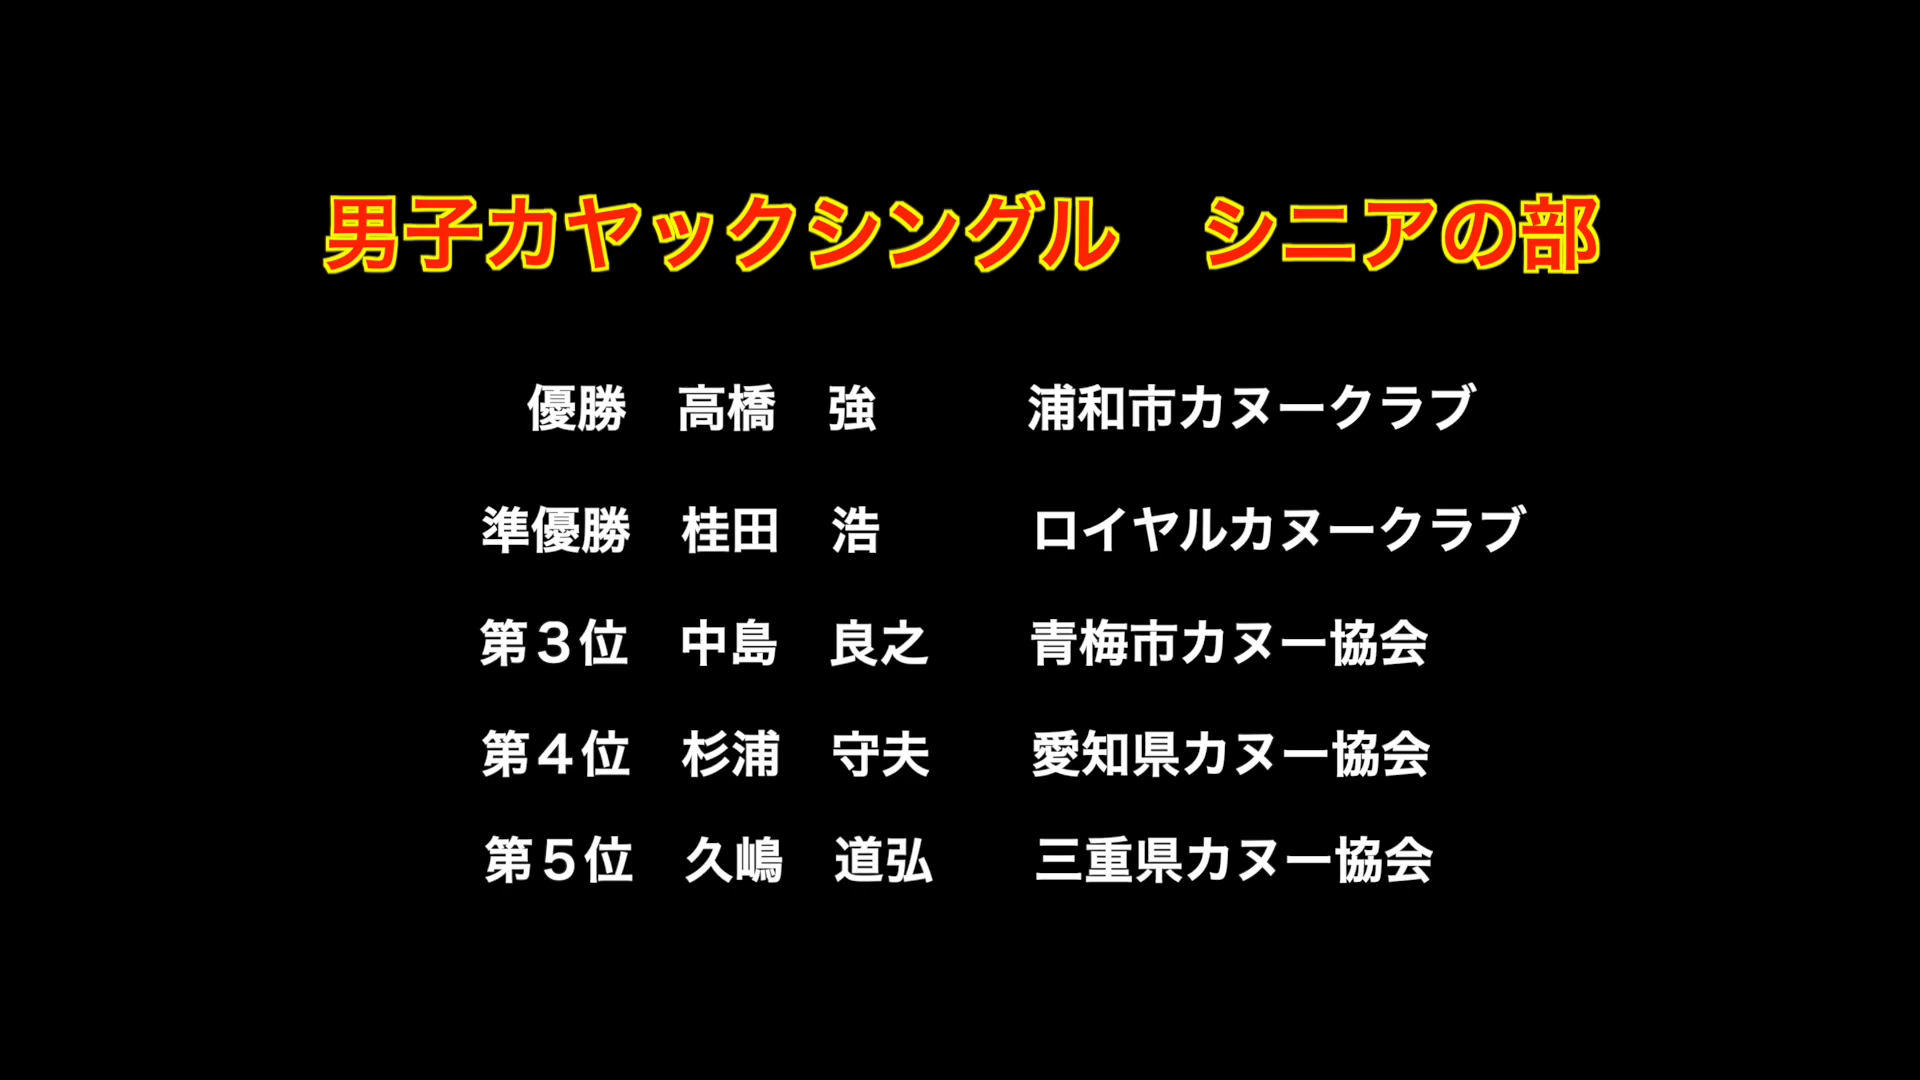 男子カヤックシングル　シニアの部
優勝　高橋　強　　　浦和市カヌークラブ
準優勝　桂田　浩　　　ロイヤルカヌークラブ
第３位　中島　良之　　青梅市カヌー協会
第４位　杉浦　守夫　　愛知県カヌー協会
第５位　久嶋　道弘　　三重県カヌー協会